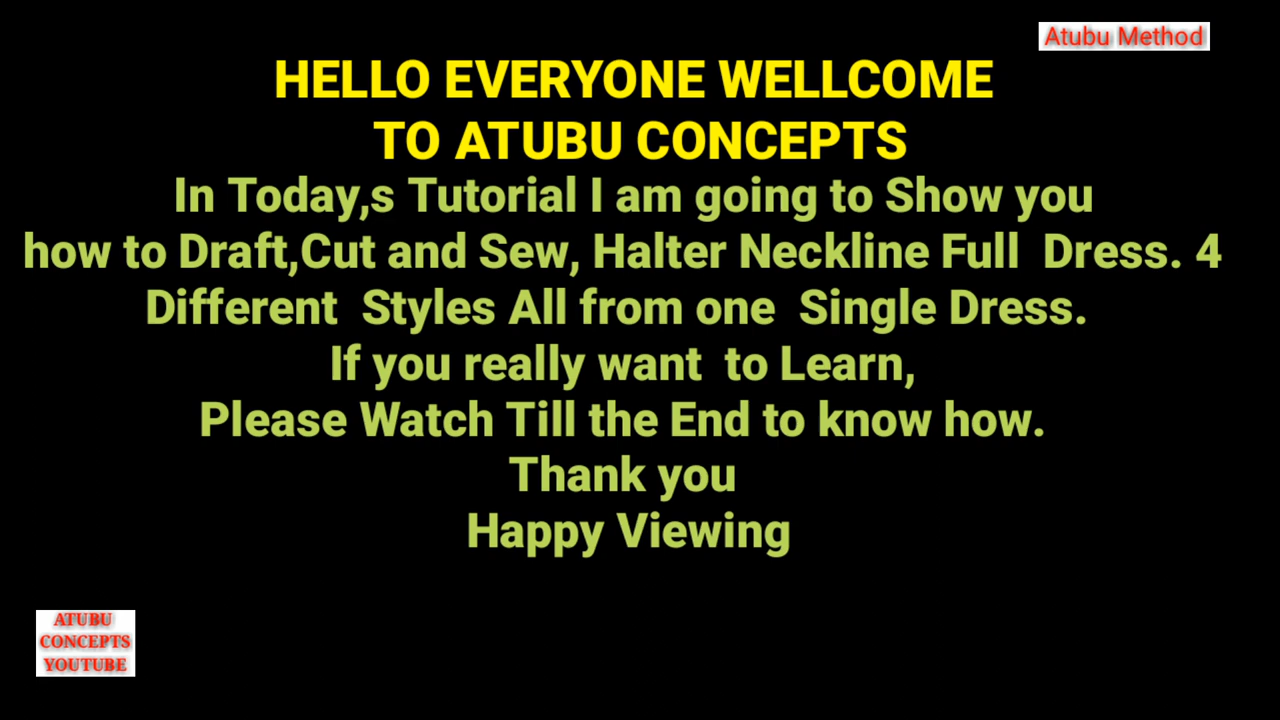 Atubu Method
HELLO EVERYONE WELLCOME
TO ATUBU CONCEPTS
In Today,s Tutorial I am going to Show you
how to Draft,Cut and Sew, Halter Neckline Full Dress. 4
Different Styles All from one Single Dress.
If you really want to Learn,
Please Watch Till the End to know how.
Thank you
Happy Viewing
ATUBU
CONCEPTS
YOUTUBE